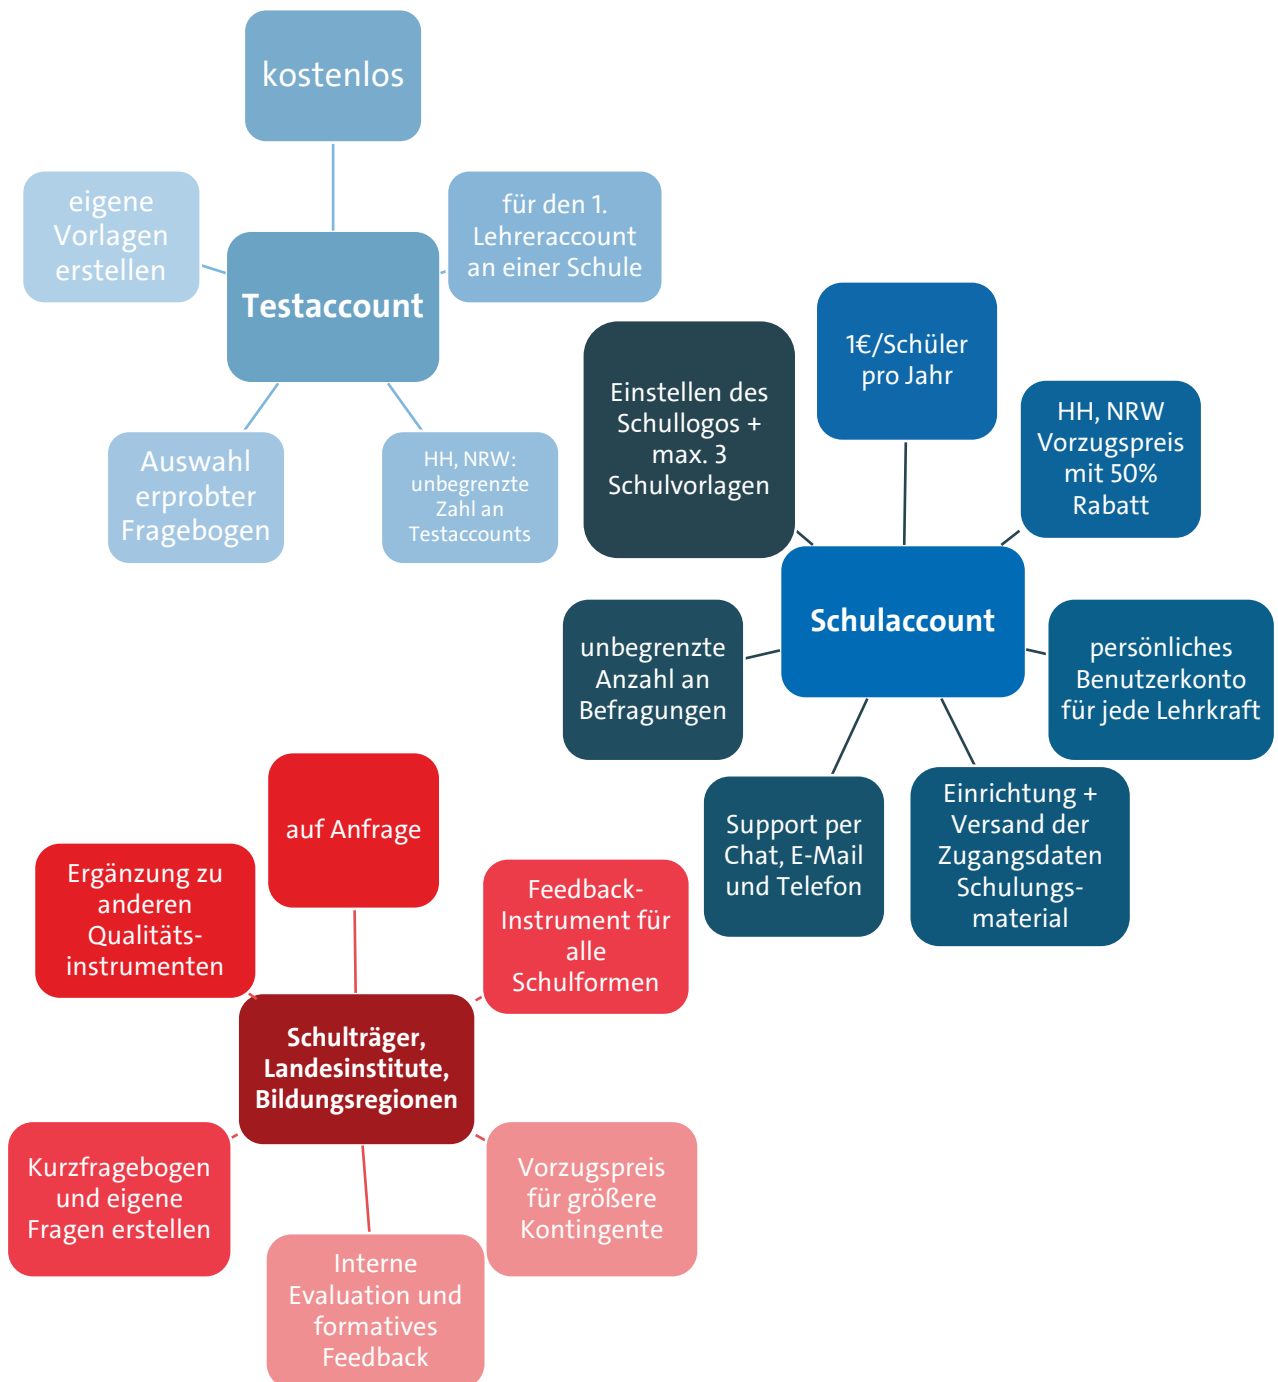 kostenlos
eigene
Vorlagen
erstellen
für den 1.
Lehreraccount
an einer Schule
Testaccount
Auswahl
erprobter
Fragebogen
HH, NRW:
unbegrenzte
Zahl an
Testaccounts
1€/Schüler
pro Jahr
Einstellen des
Schullogos +
max. 3
Schulvorlagen
HH, NRW
Vorzugspreis
mit 50%
Rabatt
Schulaccount
unbegrenzte
Anzahl an
Befragungen
persönliches
Benutzerkonto
für jede Lehrkraft
Support per
Chat, E-Mail
und Telefon
Einrichtung +
Versand der
Zugangsdaten
Schulungs-
material
auf Anfrage
Ergänzung zu
anderen
Qualitäts-
instrumenten
Feedback-
Instrument für
alle
Schulformen
Schulträger,
Landesinstitute,
Bildungsregionen
Kurzfragebogen
und eigene
Fragen erstellen
Vorzugspreis
für größere
Kontingente
Interne
Evaluation und
formatives
Feedback